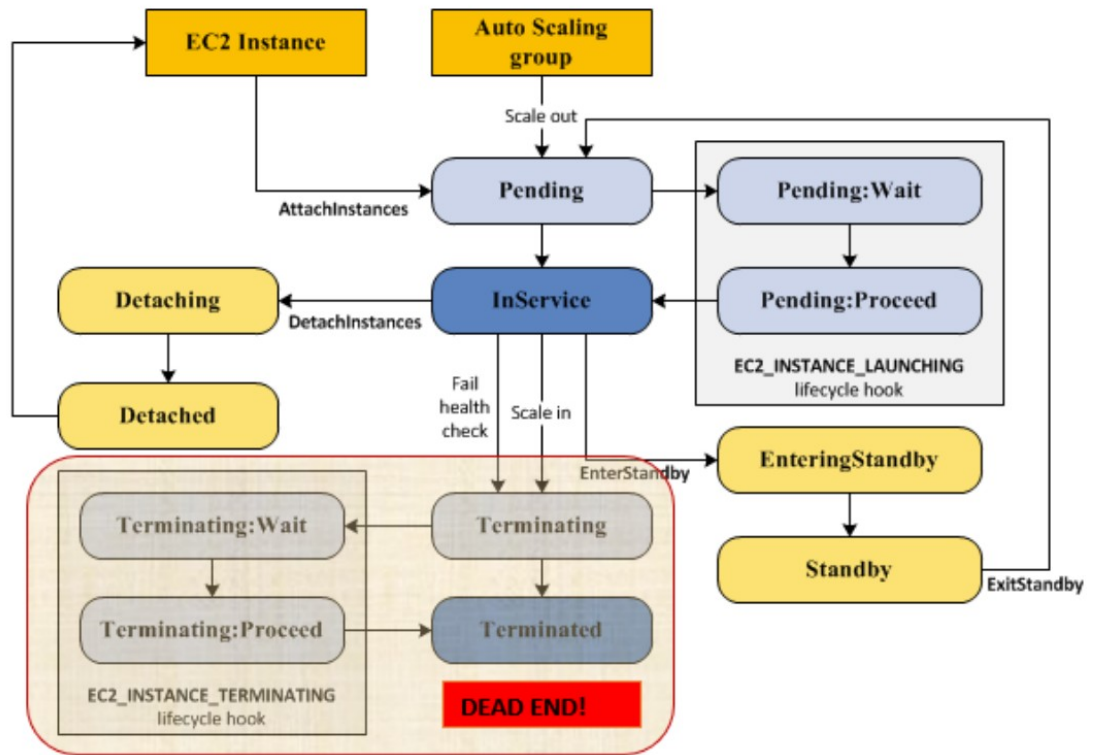 EC2 Instance
Auto Scaling
group
Scale out
Pending
Pending:Wait
AttachInstances
Detaching
InService
Pending:Proceed
DetachInstances
EC2_INSTANCE_LAUNCHING
lifecycle hook
Fail
health
check
Scale in
Detached
EnteringStandby
EnterStandby
Terminating:Wait
Terminating
Standby
ExitStandby
Terminating:Proceed
Terminated
EC2_INSTANCE_TERMINATING
lifecycle hook
DEAD END!